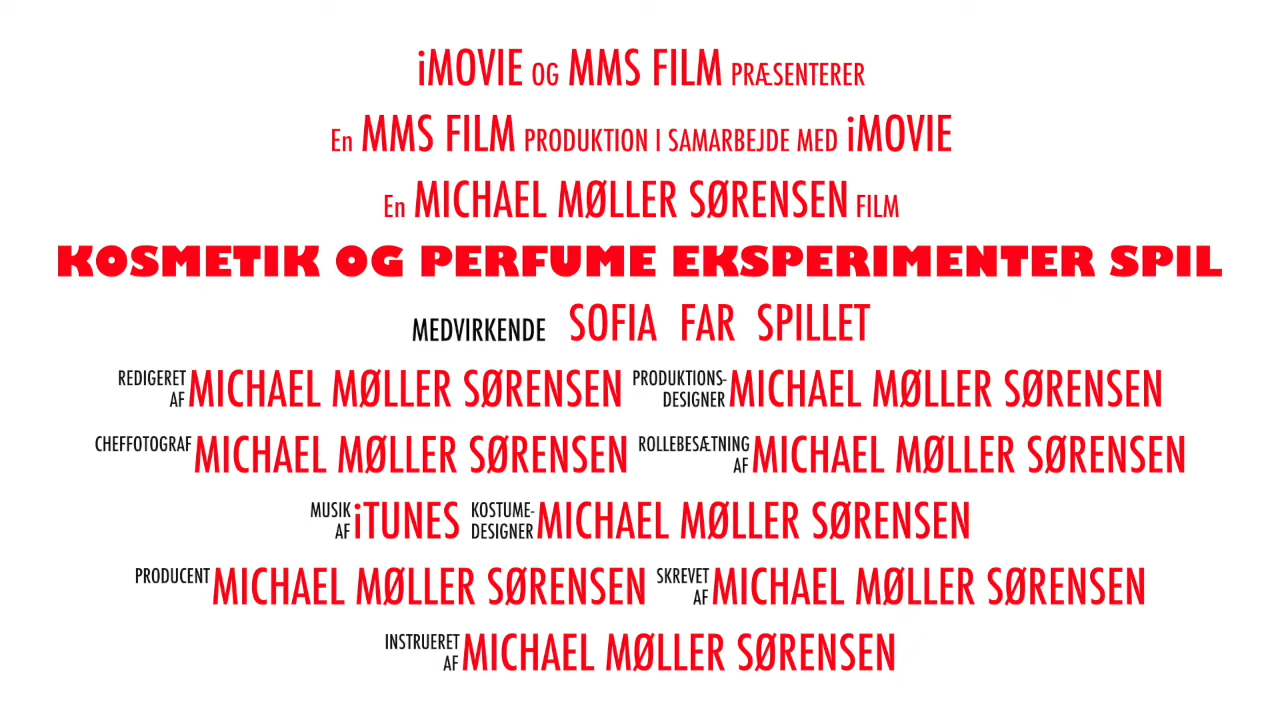 iMOVIE OG MMS FILM PRÆSENTERER
En MMS FILM PRODUKTION I SAMARBEJDE MED iMOVIE
En MICHAEL MØLLER SØRENSEN FILM
KOSMETIK OG PERFUME EKSPERIMENTER SPIL
MEDVIRKENDE SOFIA FAR SPILLET
REDIGERET AF MICHAEL MØLLER SØRENSEN PRODUKTIONS-DESIGNER MICHAEL MØLLER SØRENSEN
CHEFFOTOGRAF MICHAEL MØLLER SØRENSEN ROLLEBESÆTNING AF MICHAEL MØLLER SØRENSEN
MUSIK AF iTUNES KOSTUME-DESIGNER MICHAEL MØLLER SØRENSEN
PRODUCENT MICHAEL MØLLER SØRENSEN SKREVET AF MICHAEL MØLLER SØRENSEN
INSTRUERET AF MICHAEL MØLLER SØRENSEN